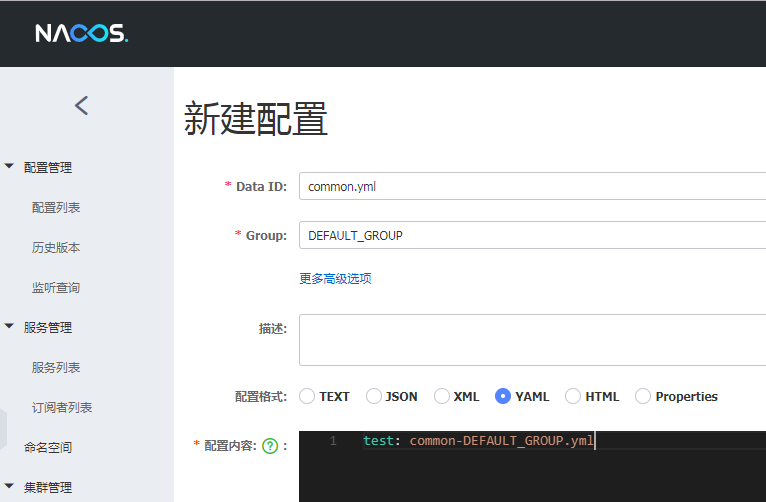 NACOS.
新建配置
配置管理
配置列表
历史版本
监听查询
服务管理
服务列表
订阅者列表
命名空间
集群管理
* Data ID: common.yml
* Group: DEFAULT_GROUP
更多高级选项
描述:
配置格式: TEXT JSON XML YAML HTML Properties
* 配置内容: ? :
1 test: common-DEFAULT_GROUP.yml